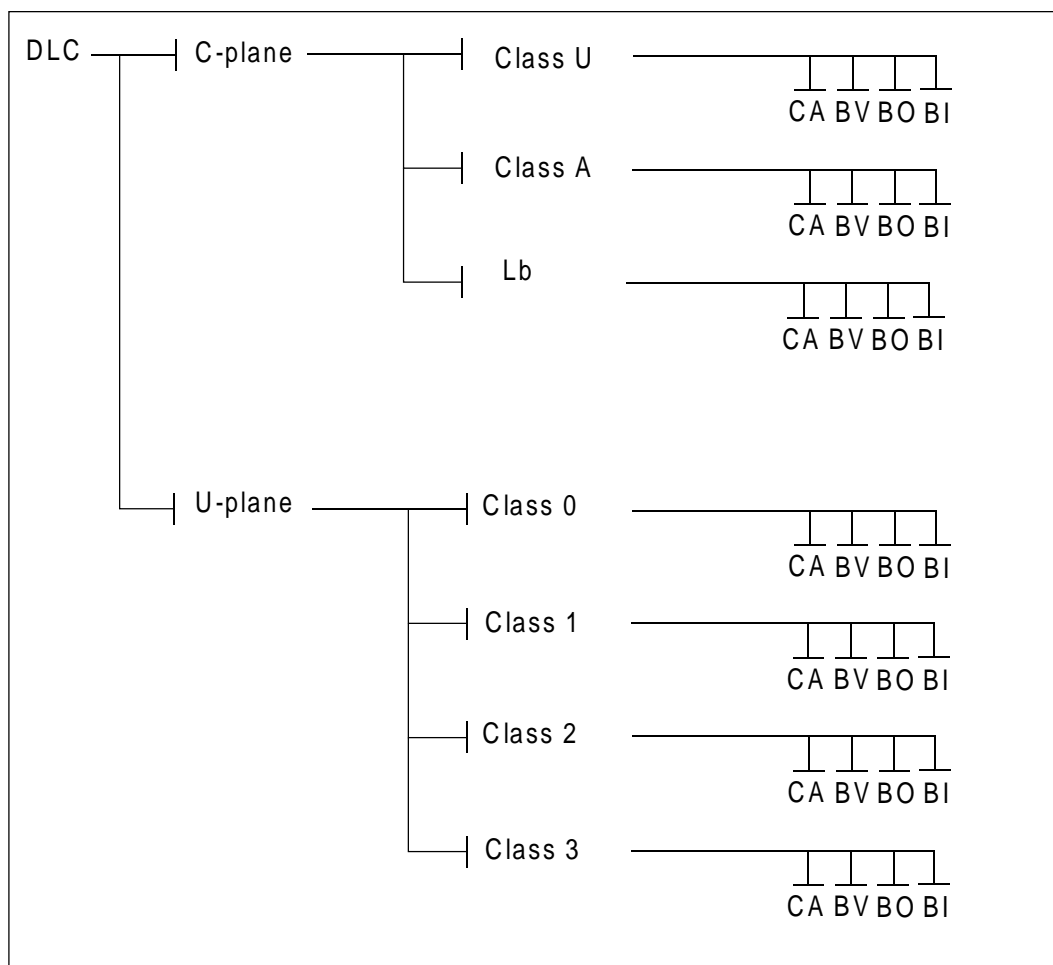 DLC C-plane Class U
CA BV BO BI
Class A
CA BV BO BI
Lb
CA BV BO BI
U-plane Class 0
CA BV BO BI
Class 1
CA BV BO BI
Class 2
CA BV BO BI
Class 3
CA BV BO BI